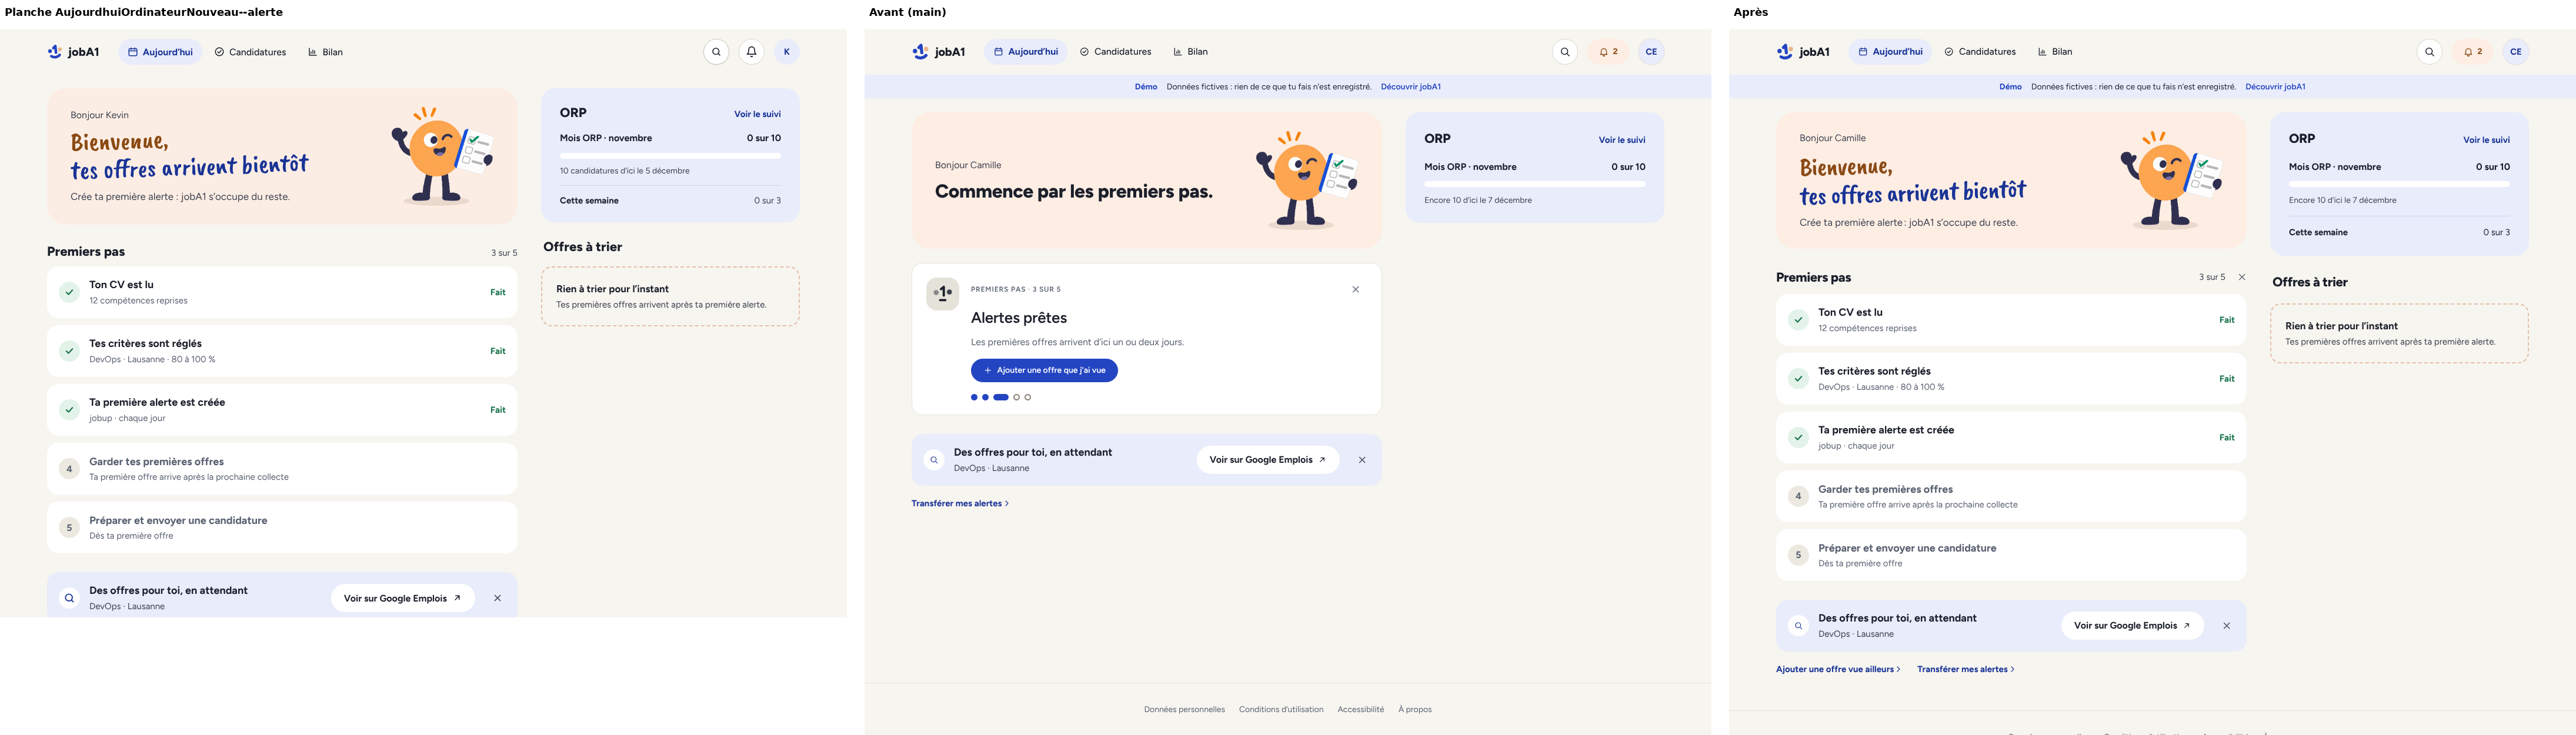 Planche AujourdhuiOrdinateurNouveau--alerte
jobA1
Aujourd'hui
Candidatures
Bilan
K
Bonjour Kevin
Bienvenue,
tes offres arrivent bientôt
Crée ta première alerte : jobA1 s'occupe du reste.
ORP
Voir le suivi
Mois ORP · novembre
0 sur 10
10 candidatures d'ici le 5 décembre
Cette semaine
0 sur 3
Premiers pas
3 sur 5
Ton CV est lu
12 compétences reprises
Fait
Tes critères sont réglés
DevOps · Lausanne · 80 à 100 %
Fait
Ta première alerte est créée
jobup · chaque jour
Fait
4
Garder tes premières offres
Ta première offre arrive après la prochaine collecte
5
Préparer et envoyer une candidature
Dès ta première offre
Des offres pour toi, en attendant
DevOps · Lausanne
Voir sur Google Emplois
Offres à trier
Rien à trier pour l'instant
Tes premières offres arrivent après ta première alerte.
Avant (main)
jobA1
Aujourd'hui
Candidatures
Bilan
2
CE
Démo Données fictives : rien de ce que tu fais n'est enregistré. Découvrir jobA1
Bonjour Camille
Commence par les premiers pas.
ORP
Voir le suivi
Mois ORP · novembre
0 sur 10
Encore 10 d'ici le 7 décembre
PREMIERS PAS · 3 SUR 5
Alertes prêtes
Les premières offres arrivent d'ici un ou deux jours.
Ajouter une offre que j'ai vue
Des offres pour toi, en attendant
DevOps · Lausanne
Voir sur Google Emplois
Transférer mes alertes
Données personnelles
Conditions d'utilisation
Accessibilité
À propos
Après
jobA1
Aujourd'hui
Candidatures
Bilan
2
CE
Démo Données fictives : rien de ce que tu fais n'est enregistré. Découvrir jobA1
Bonjour Camille
Bienvenue,
tes offres arrivent bientôt
Crée ta première alerte : jobA1 s'occupe du reste.
ORP
Voir le suivi
Mois ORP · novembre
0 sur 10
Encore 10 d'ici le 7 décembre
Cette semaine
0 sur 3
Premiers pas
3 sur 5
Ton CV est lu
12 compétences reprises
Fait
Tes critères sont réglés
DevOps · Lausanne · 80 à 100 %
Fait
Ta première alerte est créée
jobup · chaque jour
Fait
4
Garder tes premières offres
Ta première offre arrive après la prochaine collecte
5
Préparer et envoyer une candidature
Dès ta première offre
Des offres pour toi, en attendant
DevOps · Lausanne
Voir sur Google Emplois
Ajouter une offre vue ailleurs
Transférer mes alertes
Offres à trier
Rien à trier pour l'instant
Tes premières offres arrivent après ta première alerte.